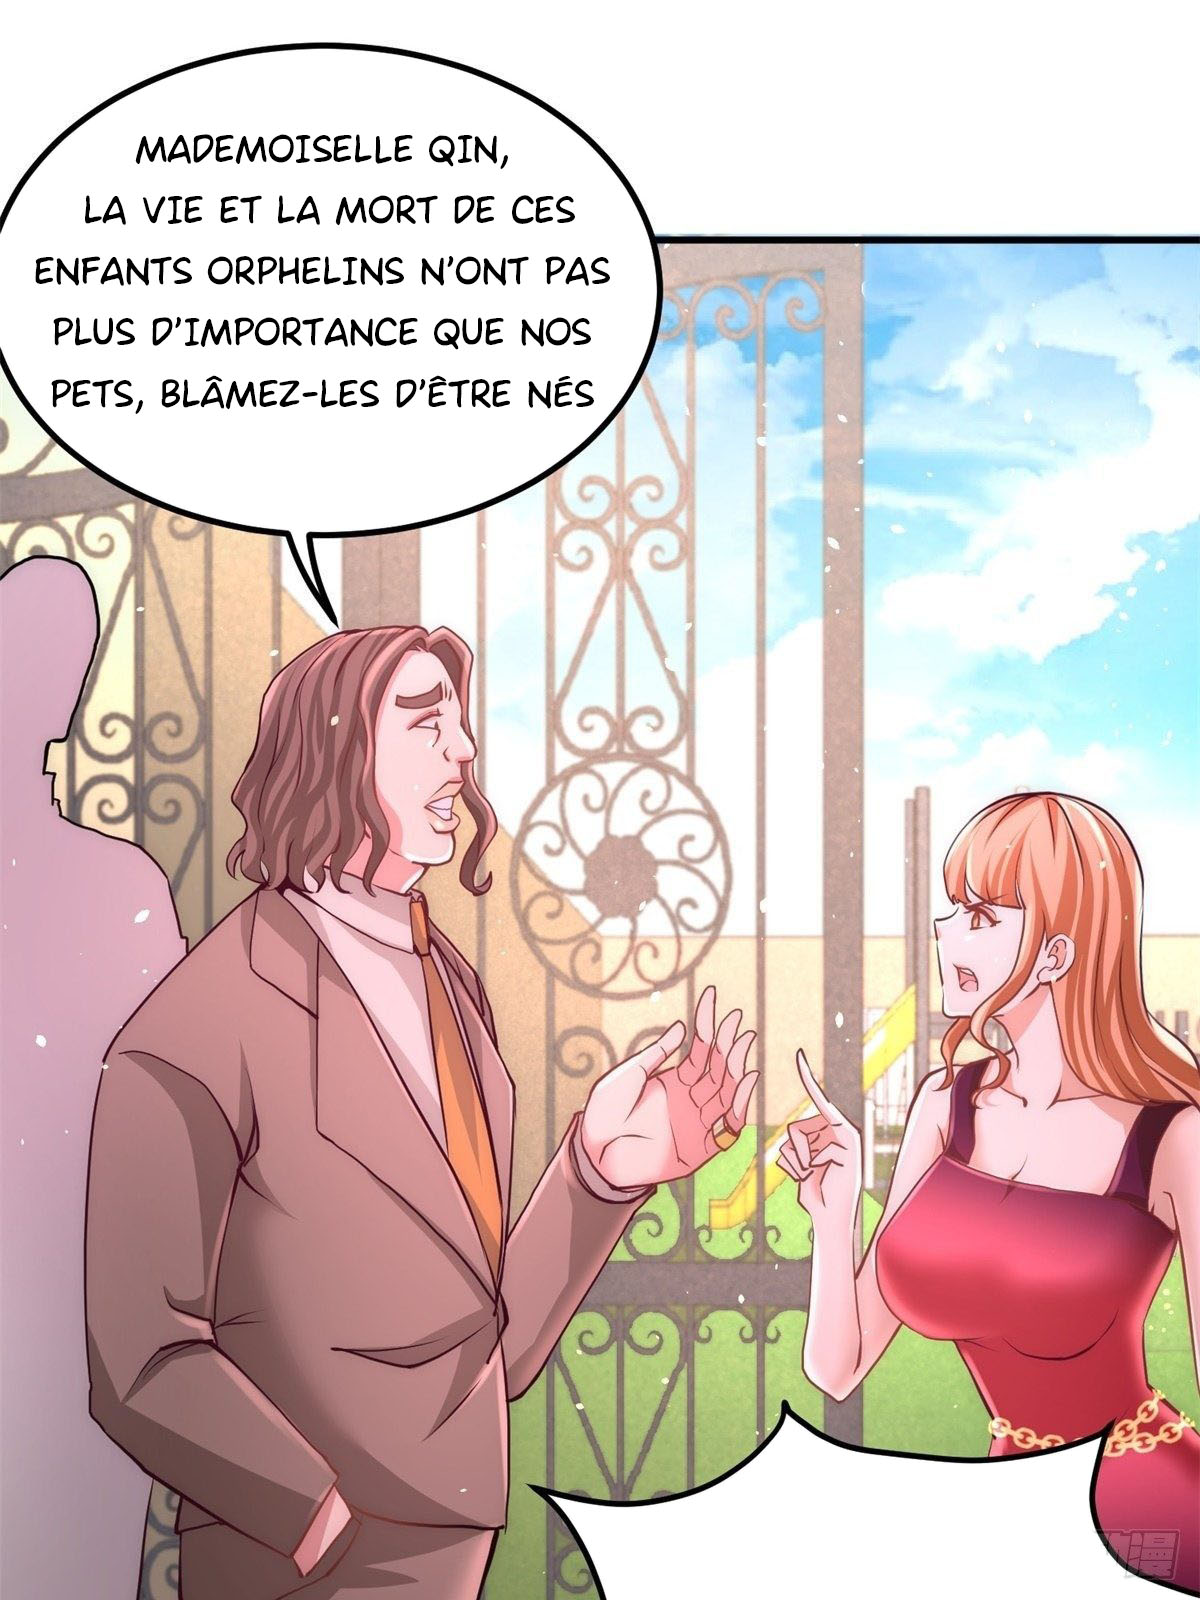 MADEMOISELLE QIN,
LA VIE ET LA MORT DE CES
ENFANTS ORPHELINS N'ONT PAS
PLUS D'IMPORTANCE QUE NOS
PETS, BLÂMEZ-LES D'ÊTRE NÉS